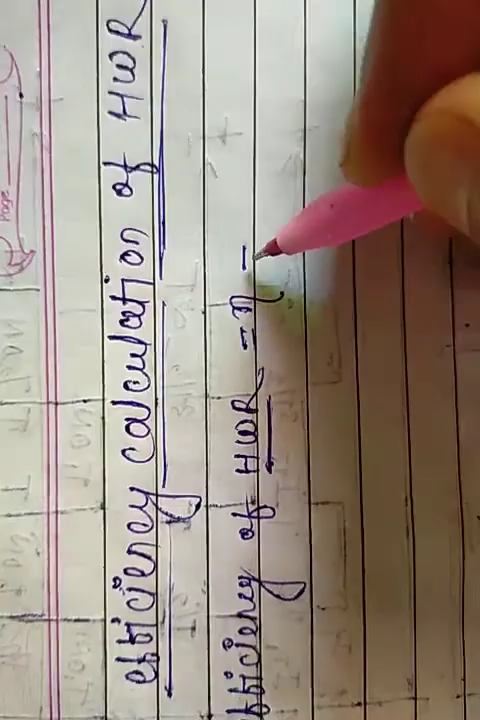 efficiency calculation of HWR
efficiency of HWR = η -